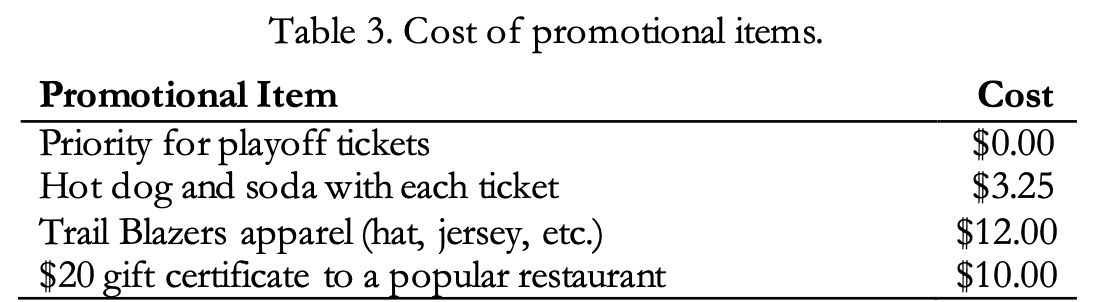 Table 3. Cost of promotional items.
Promotional Item Cost
Priority for playoff tickets $0.00
Hot dog and soda with each ticket $3.25
Trail Blazers apparel (hat, jersey, etc.) $12.00
$20 gift certificate to a popular restaurant $10.00